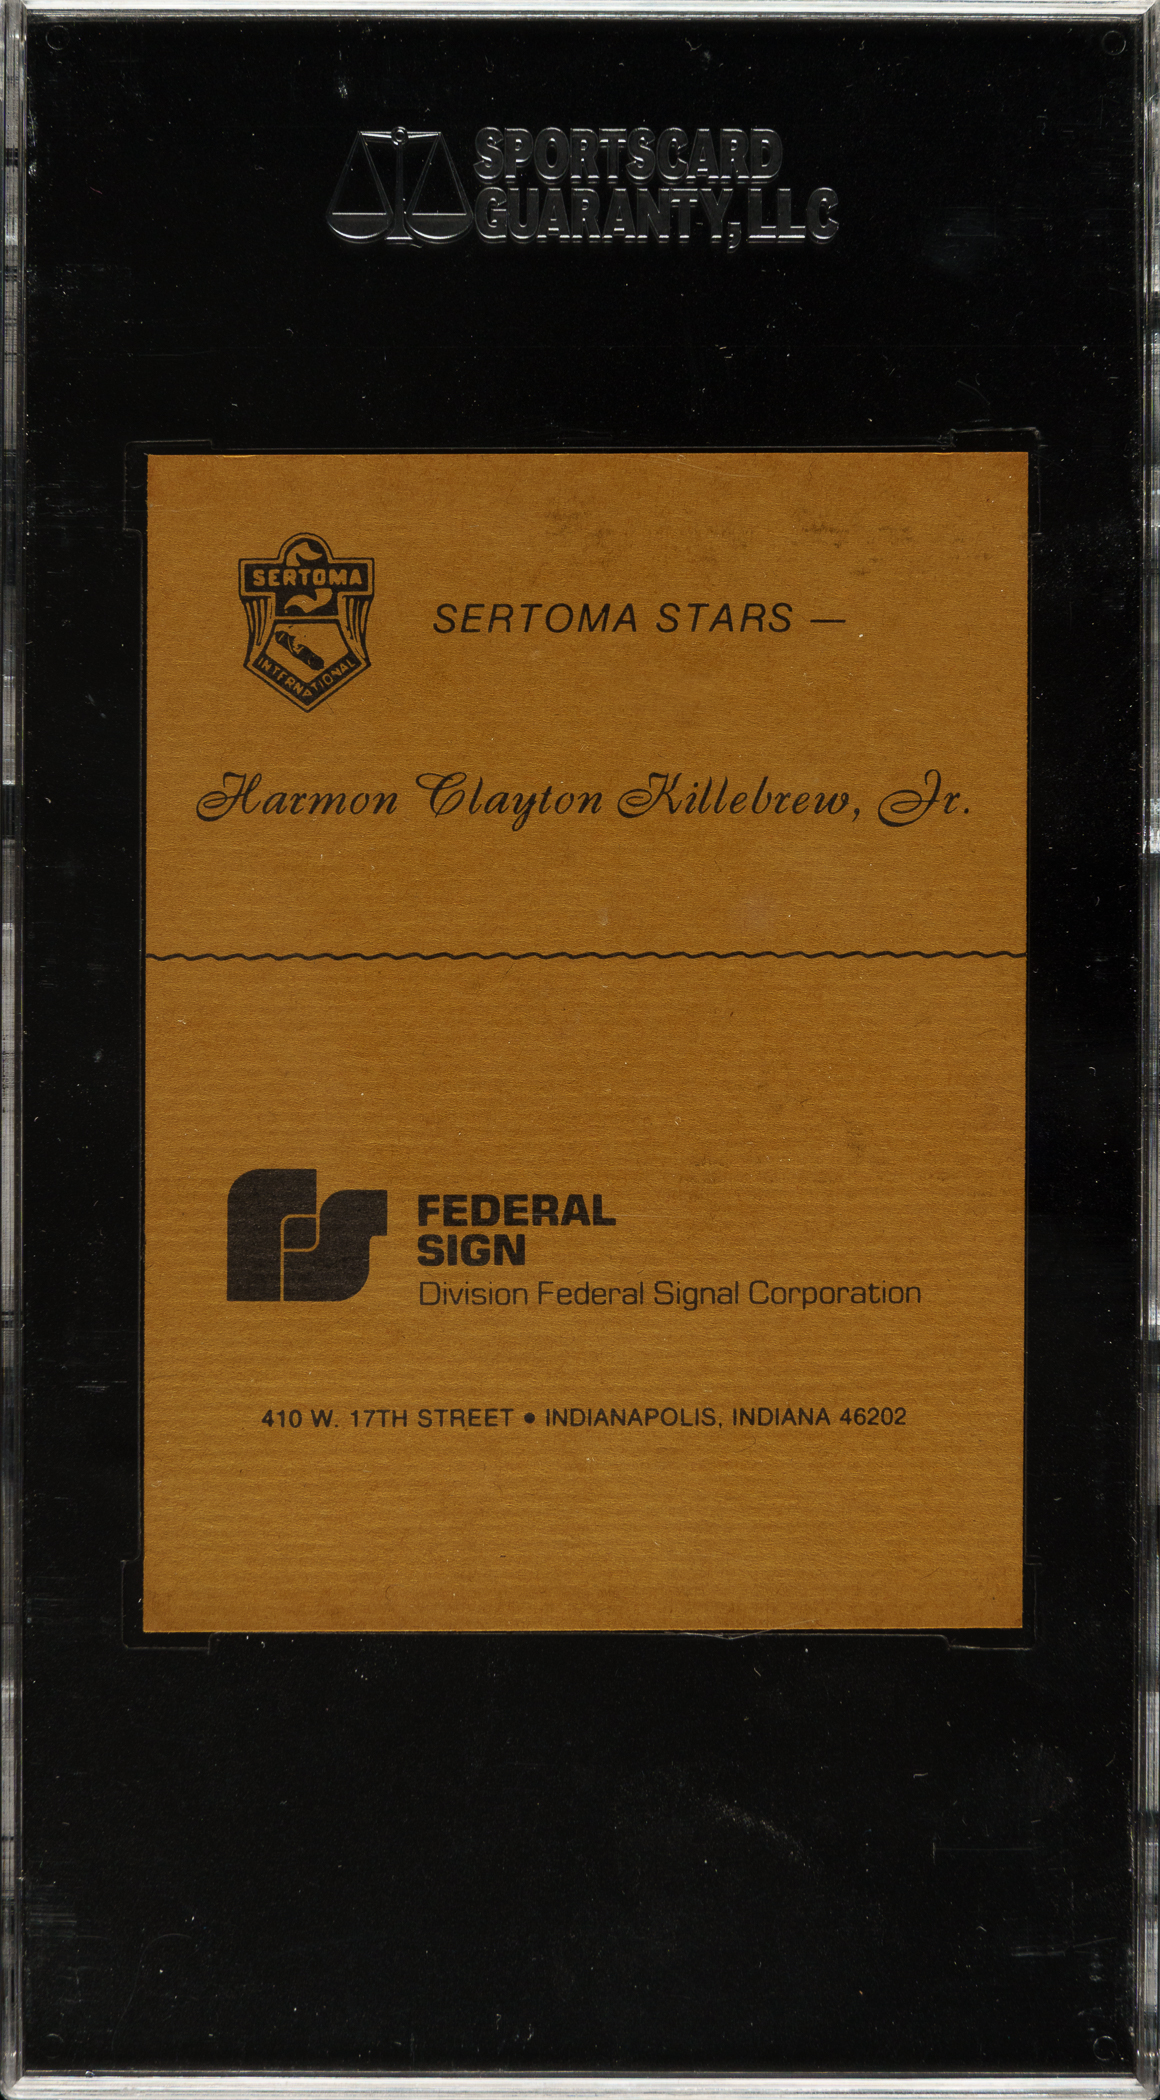 SPORTSCARD
GUARANTY, LLC
SERTOMA
INTERNATIONAL
SERTOMA STARS —
Harmon Clayton Killebrew, Jr.
FEDERAL
SIGN
Division Federal Signal Corporation
410 W. 17TH STREET • INDIANAPOLIS, INDIANA 46202